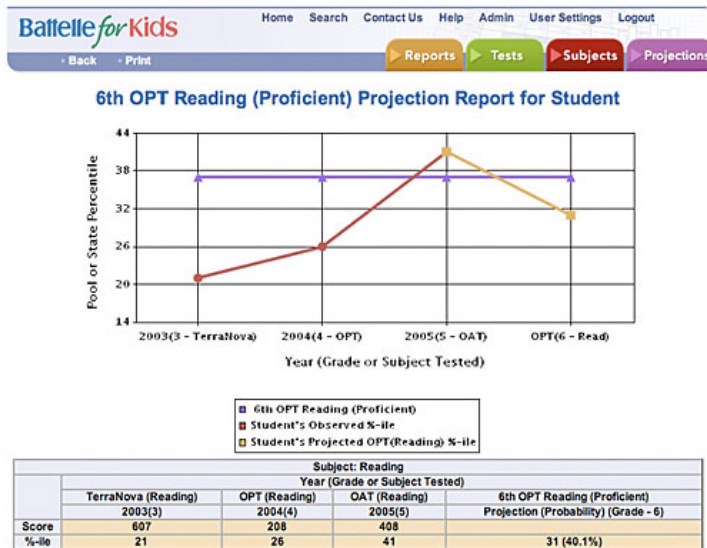 Battelle for Kids
Home Search Contact Us Help Admin User Settings Logout
Back Print
Reports Tests Subjects Projections
6th OPT Reading (Proficient) Projection Report for Student
Pool or State Percentile
44
38
32
26
20
14
2003(3 - TerraNova) 2004(4 - OPT) 2005(5 - OAT) OPT(6 - Read)
Year (Grade or Subject Tested)
6th OPT Reading (Proficient)
Student's Observed %-ile
Student's Projected OPT(Reading) %-ile
Subject: Reading
Year (Grade or Subject Tested)
TerraNova (Reading) OPT (Reading) OAT (Reading) 6th OPT Reading (Proficient)
2003(3) 2004(4) 2005(5) Projection (Probability) (Grade - 6)
Score 607 208 408
%-ile 21 26 41 31 (40.1%)